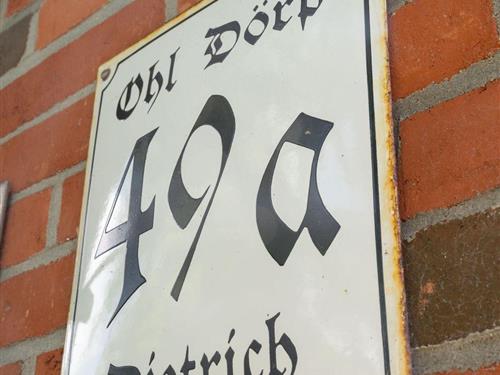 Ohl Dörp
49a
Dietrich